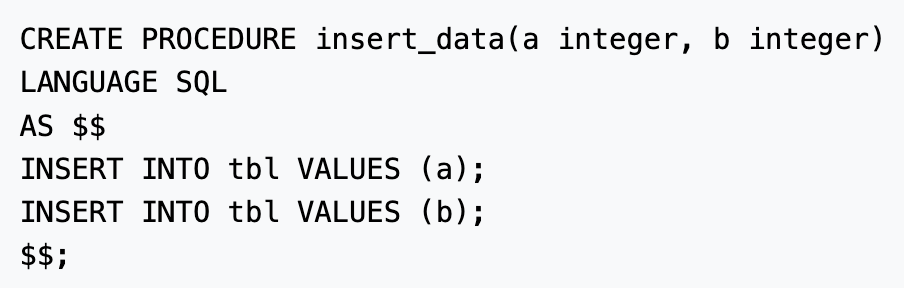 CREATE PROCEDURE insert_data(a integer, b integer)
LANGUAGE SQL
AS $$
INSERT INTO tbl VALUES (a);
INSERT INTO tbl VALUES (b);
$$;